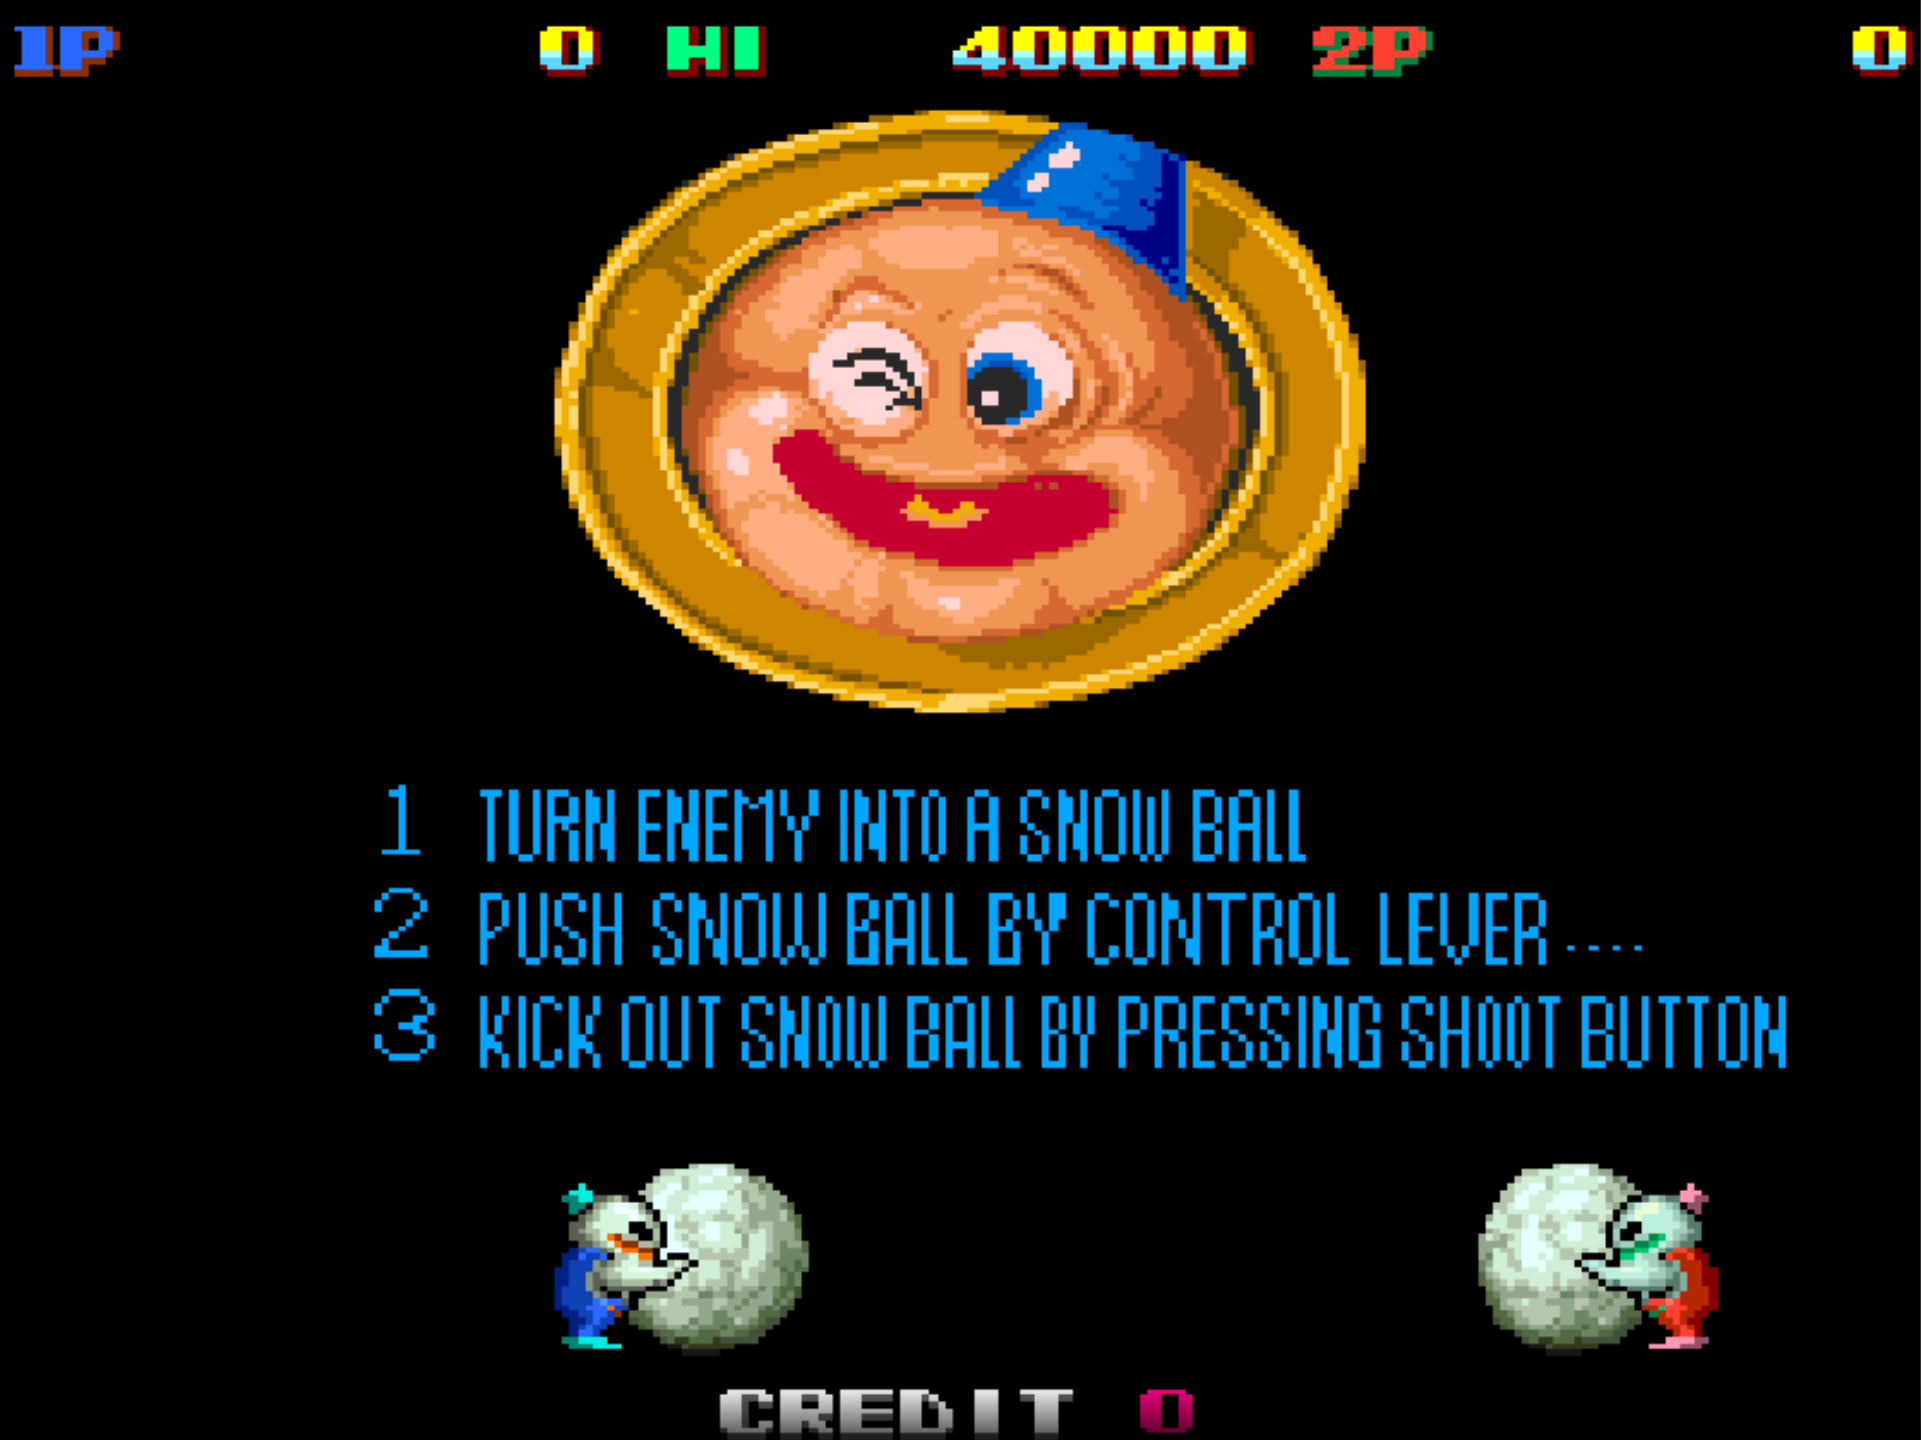 1P 0 HI 40000 2P 0
1 TURN ENEMY INTO A SNOW BALL
2 PUSH SNOW BALL BY CONTROL LEVER ----
3 KICK OUT SNOW BALL BY PRESSING SHOOT BUTTON
CREDIT 0